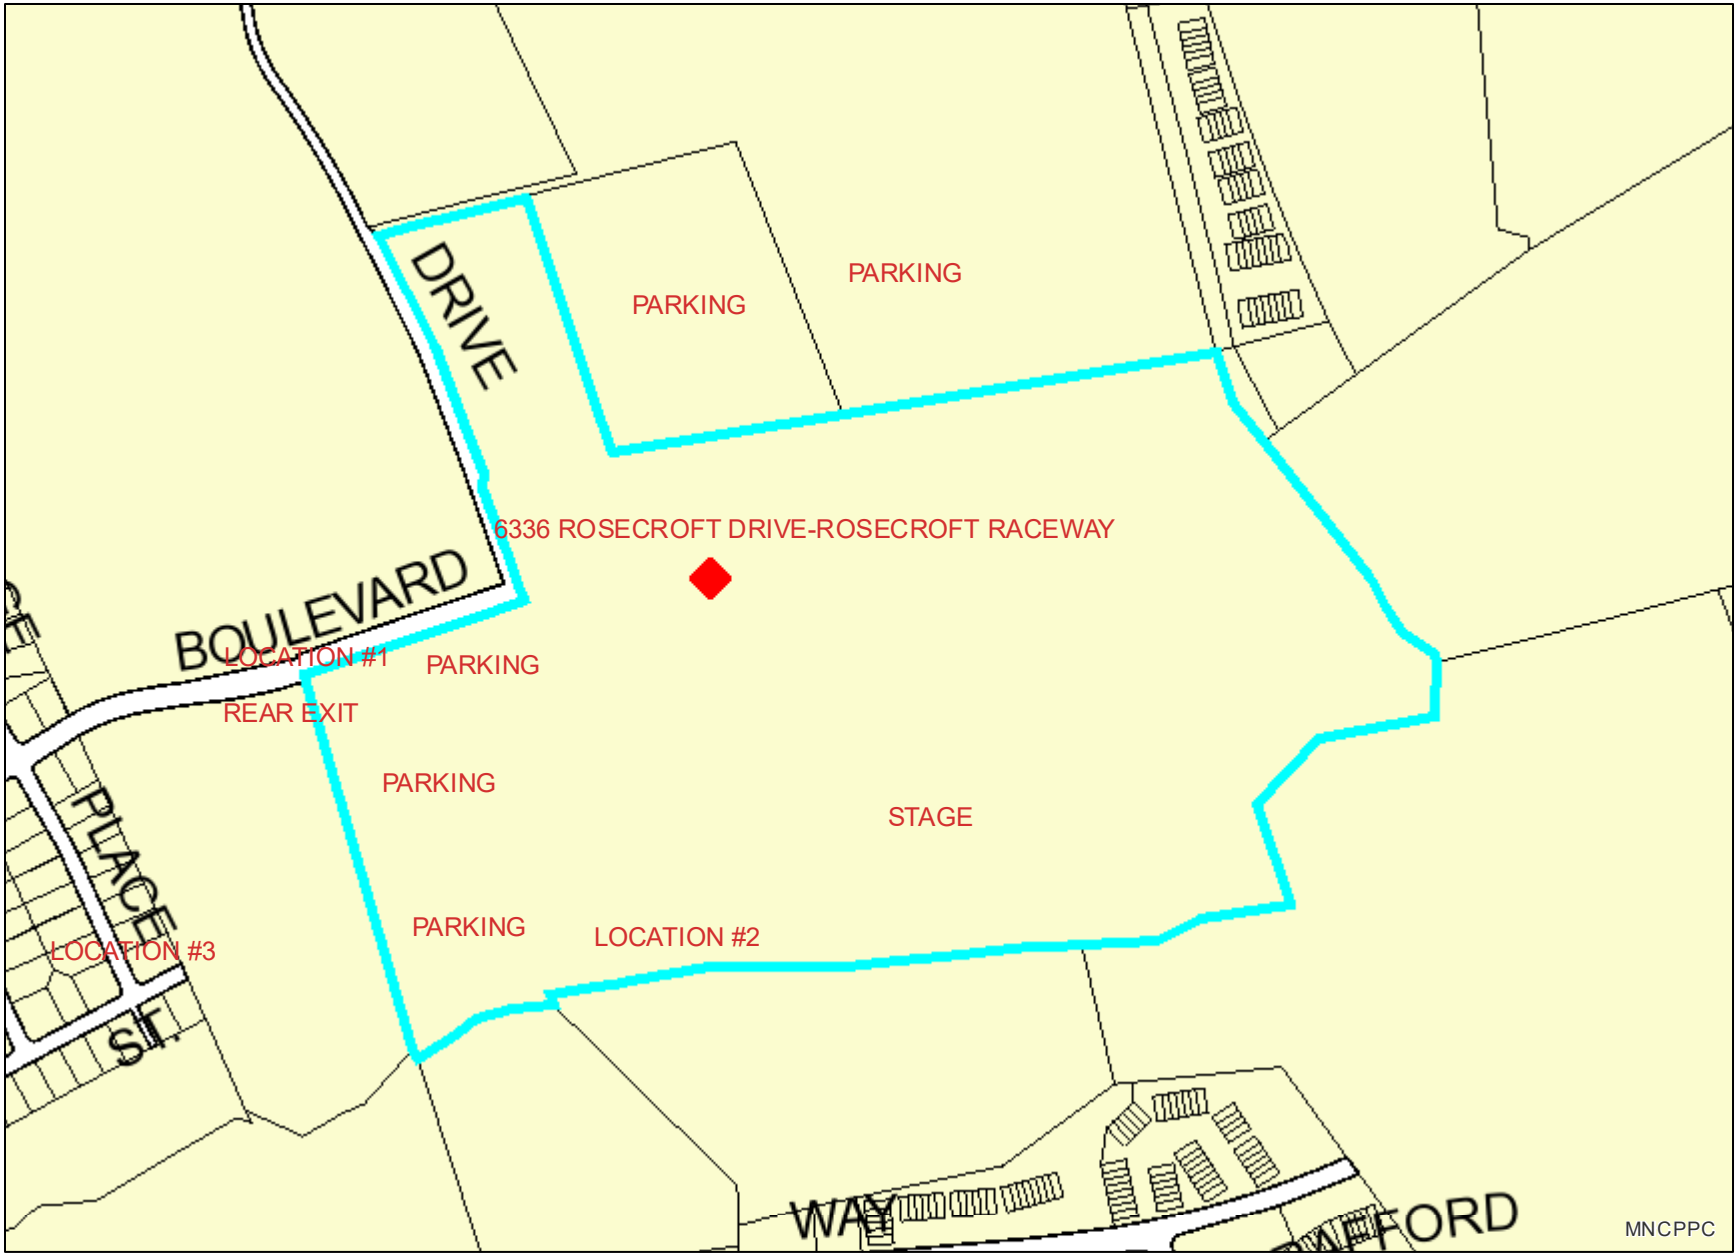 DRIVE
PARKING
PARKING
6336 ROSECROFT DRIVE-ROSECROFT RACEWAY
BOULEVARD
LOCATION #1
PARKING
REAR EXIT
PARKING
PLACE
STAGE
PARKING
LOCATION #2
LOCATION #3
ST.
WAY
MNCPPC